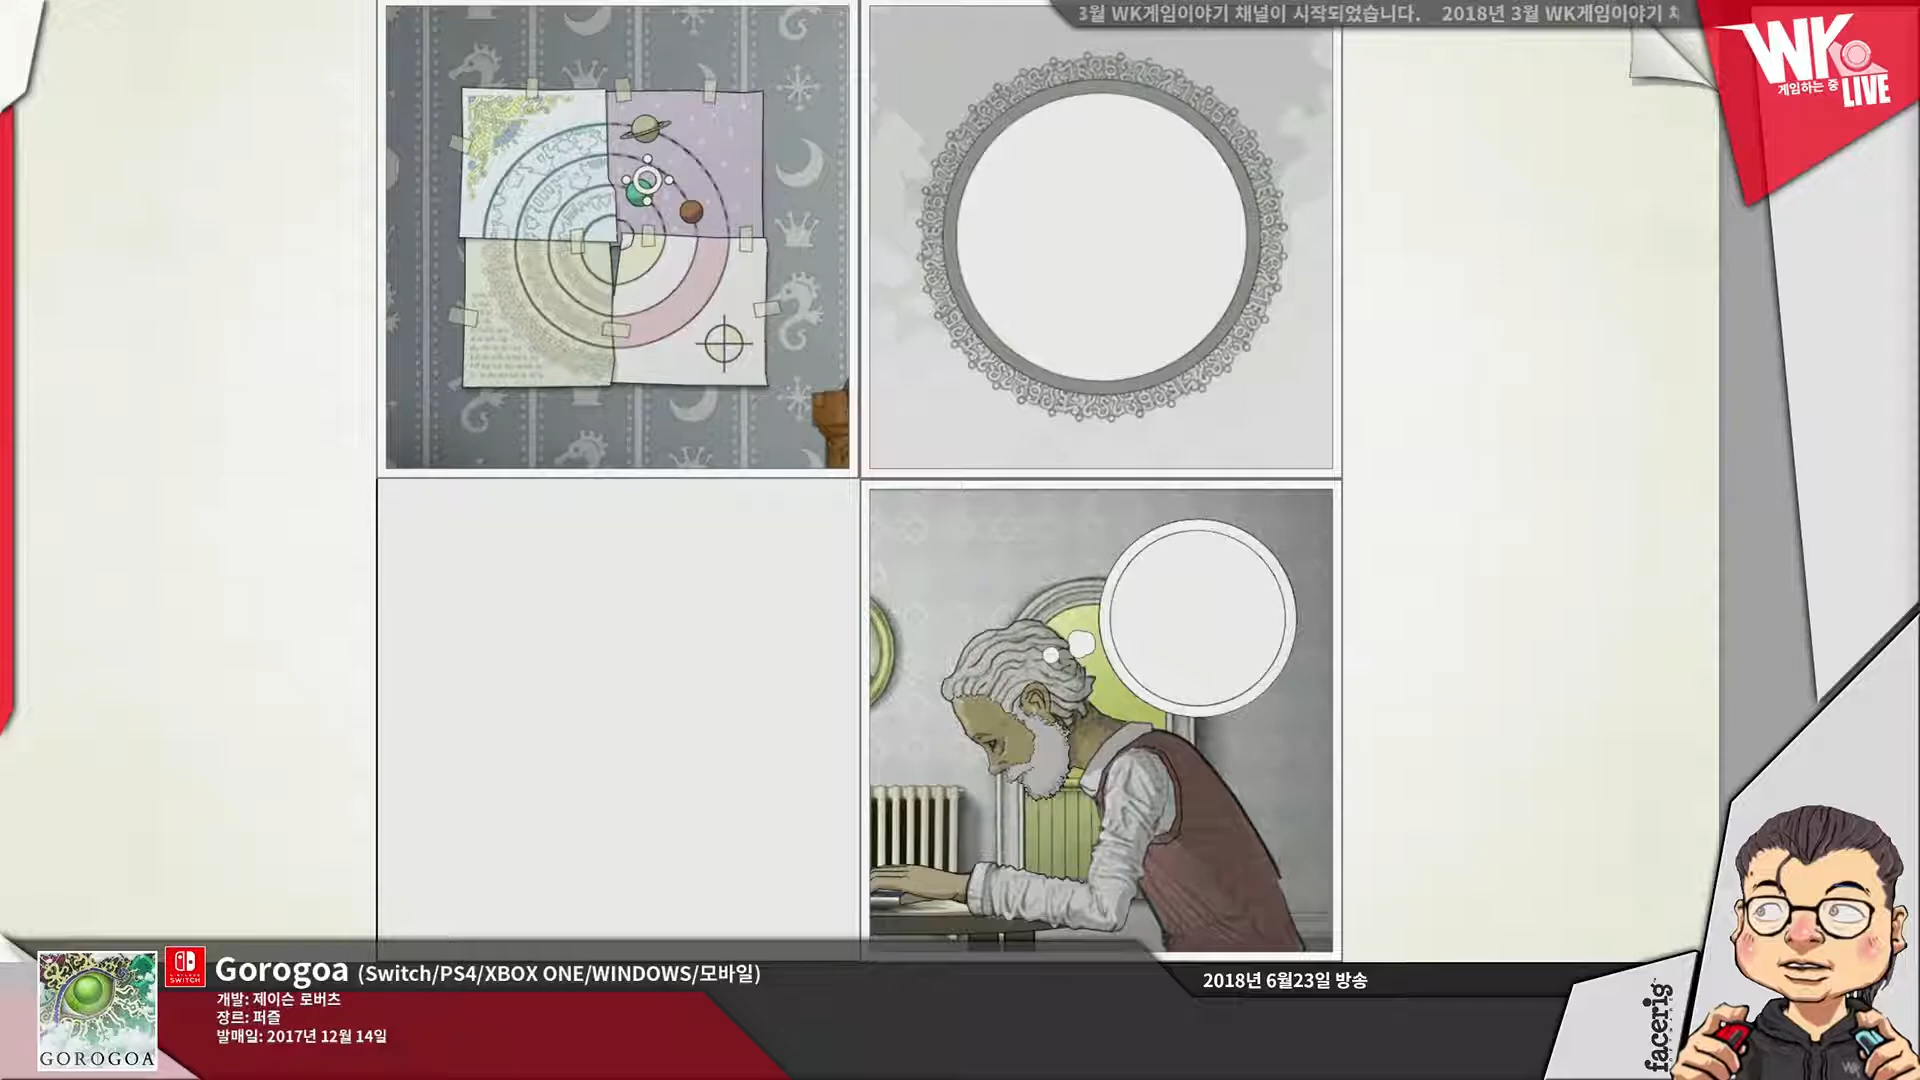 3월 WK게임이야기 채널이 시작되었습니다. 2018년 3월 WK게임이야기
WK
게임하는 중
LIVE
GOROGOA
NINTENDO
SWITCH
Gorogoa (Switch/PS4/XBOX ONE/WINDOWS/모바일)
개발: 제이슨 로버츠
장르: 퍼즐
발매일: 2017년 12월 14일
2018년 6월23일 방송
facerig
WK